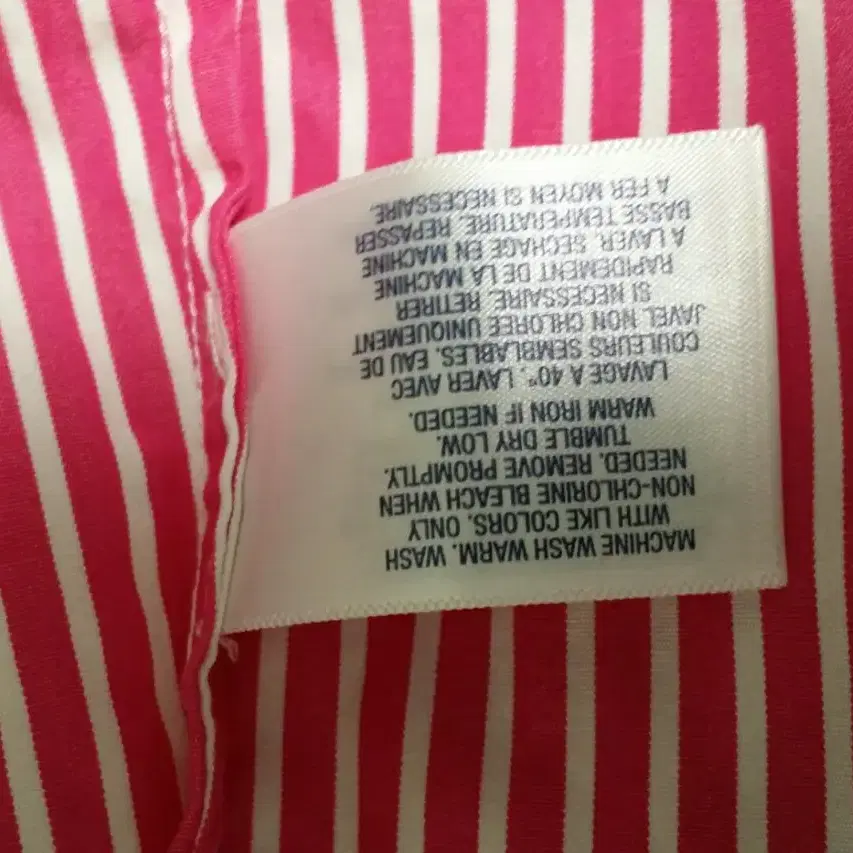 MACHINE WASH WARM. WASH
WITH LIKE COLORS. ONLY
NON-CHLORINE BLEACH WHEN
NEEDED. REMOVE PROMPTLY.
TUMBLE DRY LOW.
WARM IRON IF NEEDED.
LAVAGE A 40°. LAVER AVEC
COULEURS SEMBLABLES. EAU DE
JAVEL NON CHLOREE UNIQUEMENT
SI NECESSAIRE. RETIRER
RAPIDEMENT DE LA MACHINE
A LAVER. SECHAGE EN MACHINE
BASSE TEMPERATURE. REPASSER
A FER MOYEN SI NECESSAIRE.